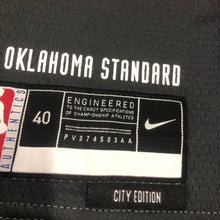 OKLAHOMA STANDARD
AUTHENTICS
40
ENGINEERED
TO THE EXACT
SPECIFICATIONS
OF CHAMPIONSHIP
ATHLETES
PV374503AA
CITY EDITION